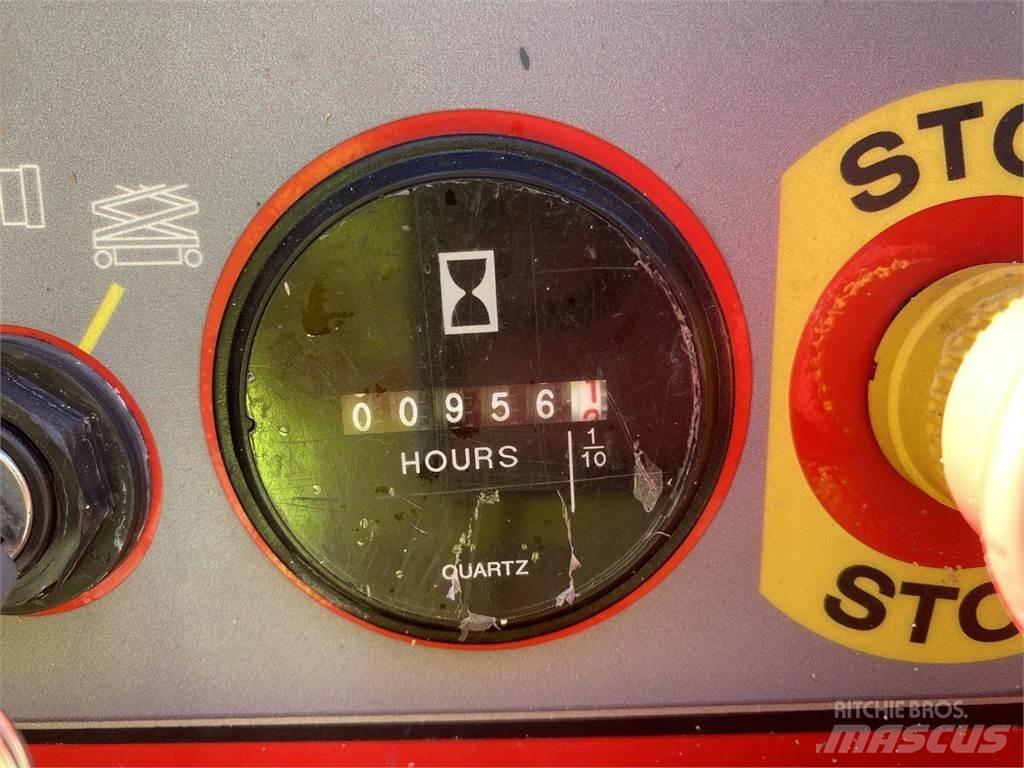 STO
00956
HOURS
1/10
QUARTZ
STO
RITCHIE BROS.
MASCUS